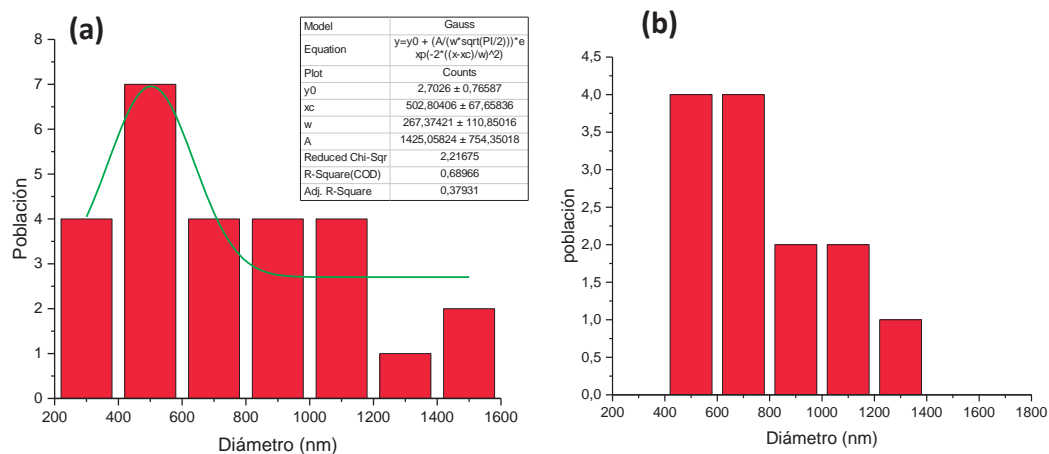 (a)
Model Gauss
Equation y=y0 + (A/(w*sqrt(PI/2)))*e
xp(-2*((x-xc)/w)^2)
Plot Counts
y0 2,7026 ± 0,76587
xc 502,80406 ± 67,65836
w 267,37421 ± 110,85016
A 1425,05824 ± 754,35018
Reduced Chi-Sqr 2,21675
R-Square(COD) 0,68966
Adj. R-Square 0,37931
8
7
6
5
4
3
2
1
0
Población
200 400 600 800 1000 1200 1400 1600
Diámetro (nm)
(b)
4,5
4,0
3,5
3,0
2,5
2,0
1,5
1,0
0,5
0,0
población
200 400 600 800 1000 1200 1400 1600 1800
Diámetro (nm)